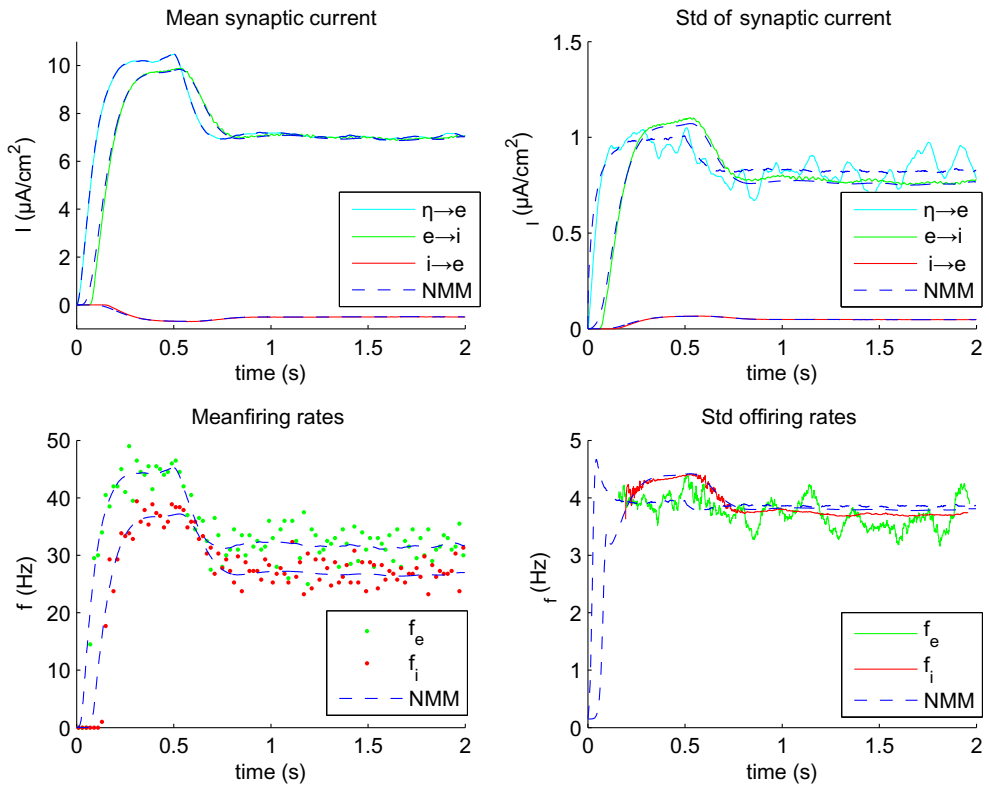 Mean synaptic current
10
8
6
4
2
0
I (µA/cm²)
0
0.5
1
1.5
2
time (s)
η→e
e→i
i→e
NMM
Std of synaptic current
1.5
1
0.5
0
I (µA/cm²)
0
0.5
1
1.5
2
time (s)
η→e
e→i
i→e
NMM
Meanfiring rates
50
40
30
20
10
0
f (Hz)
0
0.5
1
1.5
2
time (s)
f_e
f_i
NMM
Std offiring rates
5
4
3
2
1
0
f (Hz)
0
0.5
1
1.5
2
time (s)
f_e
f_i
NMM